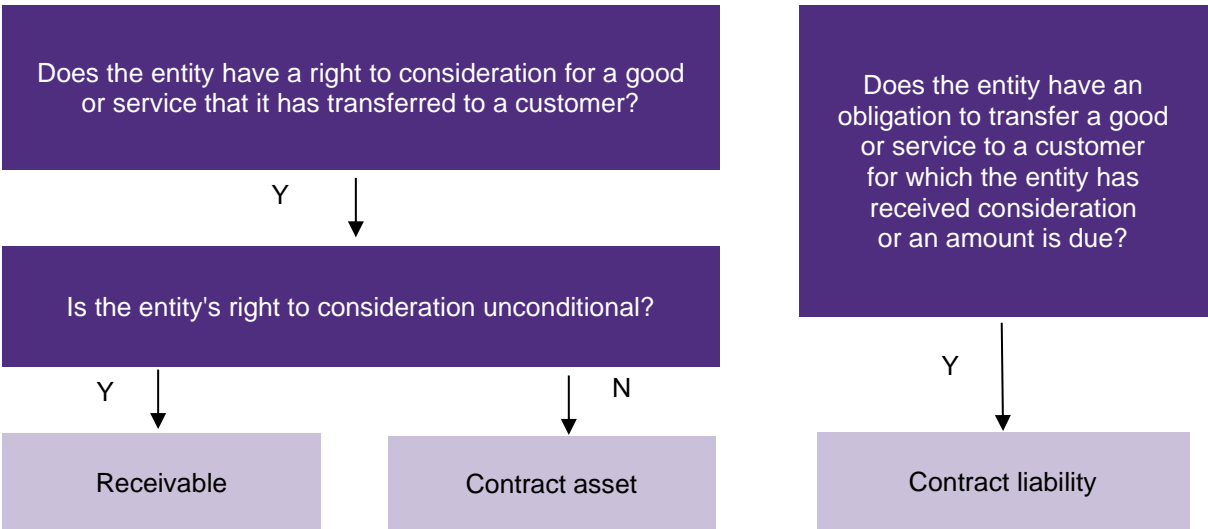 Does the entity have a right to consideration for a good
or service that it has transferred to a customer?
Y
Is the entity's right to consideration unconditional?
Y
N
Receivable
Contract asset
Does the entity have an
obligation to transfer a good
or service to a customer
for which the entity has
received consideration
or an amount is due?
Y
Contract liability